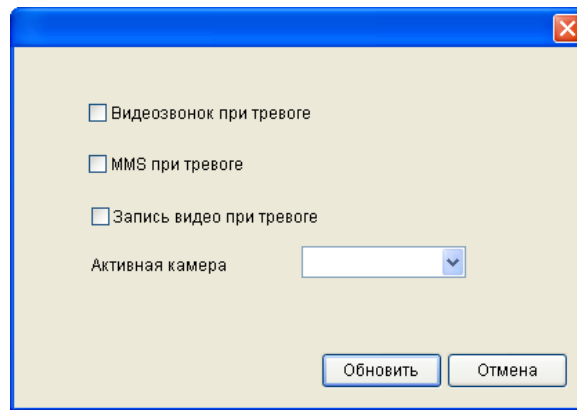 Видеозвонок при тревоге
MMS при тревоге
Запись видео при тревоге
Активная камера
Обновить Отмена